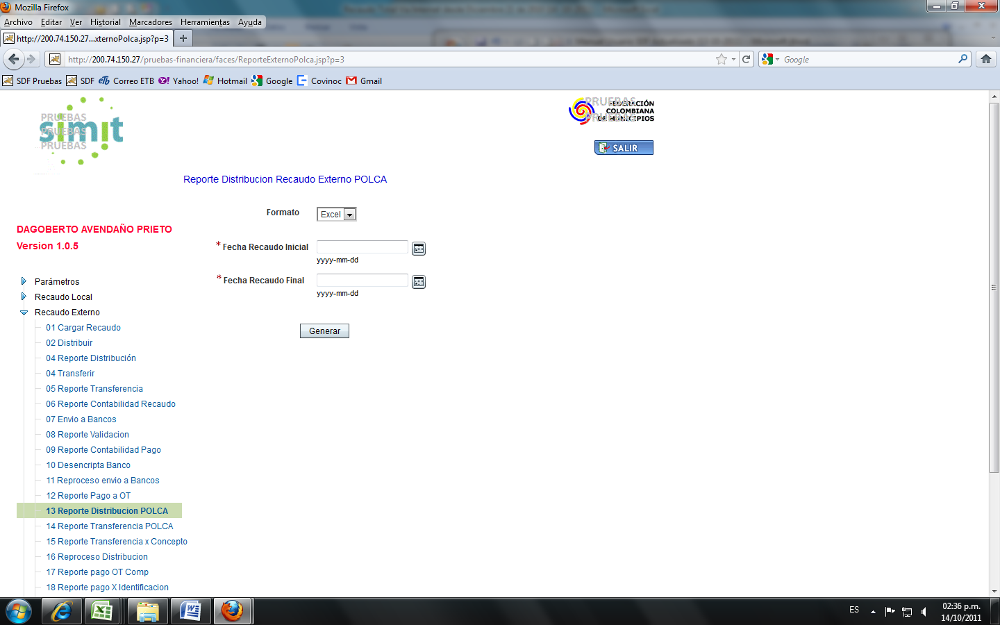 Mozilla Firefox
Archivo Editar Ver Historial Marcadores Herramientas Ayuda
http://200.74.150.27...xternoPolca.jsp?p=3
http://200.74.150.27/pruebas-financiera/faces/ReporteExternoPolca.jsp?p=3
Google
SDF Pruebas SDF Correo ETB Yahoo! Hotmail Google Covinoc Gmail
PRUEBAS
simit
PRUEBAS
PRUEBAS
PRUEBAS
FEDERACIÓN
COLOMBIANA
DE MUNICIPIOS
PRUEBAS
SALIR
Reporte Distribucion Recaudo Externo POLCA
Formato Excel
DAGOBERTO AVENDAÑO PRIETO
Version 1.0.5
* Fecha Recaudo Inicial
yyyy-mm-dd
* Fecha Recaudo Final
yyyy-mm-dd
Generar
Parámetros
Recaudo Local
Recaudo Externo
01 Cargar Recaudo
02 Distribuir
04 Reporte Distribución
04 Transferir
05 Reporte Transferencia
06 Reporte Contabilidad Recaudo
07 Envio a Bancos
08 Reporte Validacion
09 Reporte Contabilidad Pago
10 Desencripta Banco
11 Reproceso envio a Bancos
12 Reporte Pago a OT
13 Reporte Distribucion POLCA
14 Reporte Transferencia POLCA
15 Reporte Transferencia x Concepto
16 Reproceso Distribucion
17 Reporte pago OT Comp
18 Reporte pago X Identificacion
ES
02:36 p.m.
14/10/2011